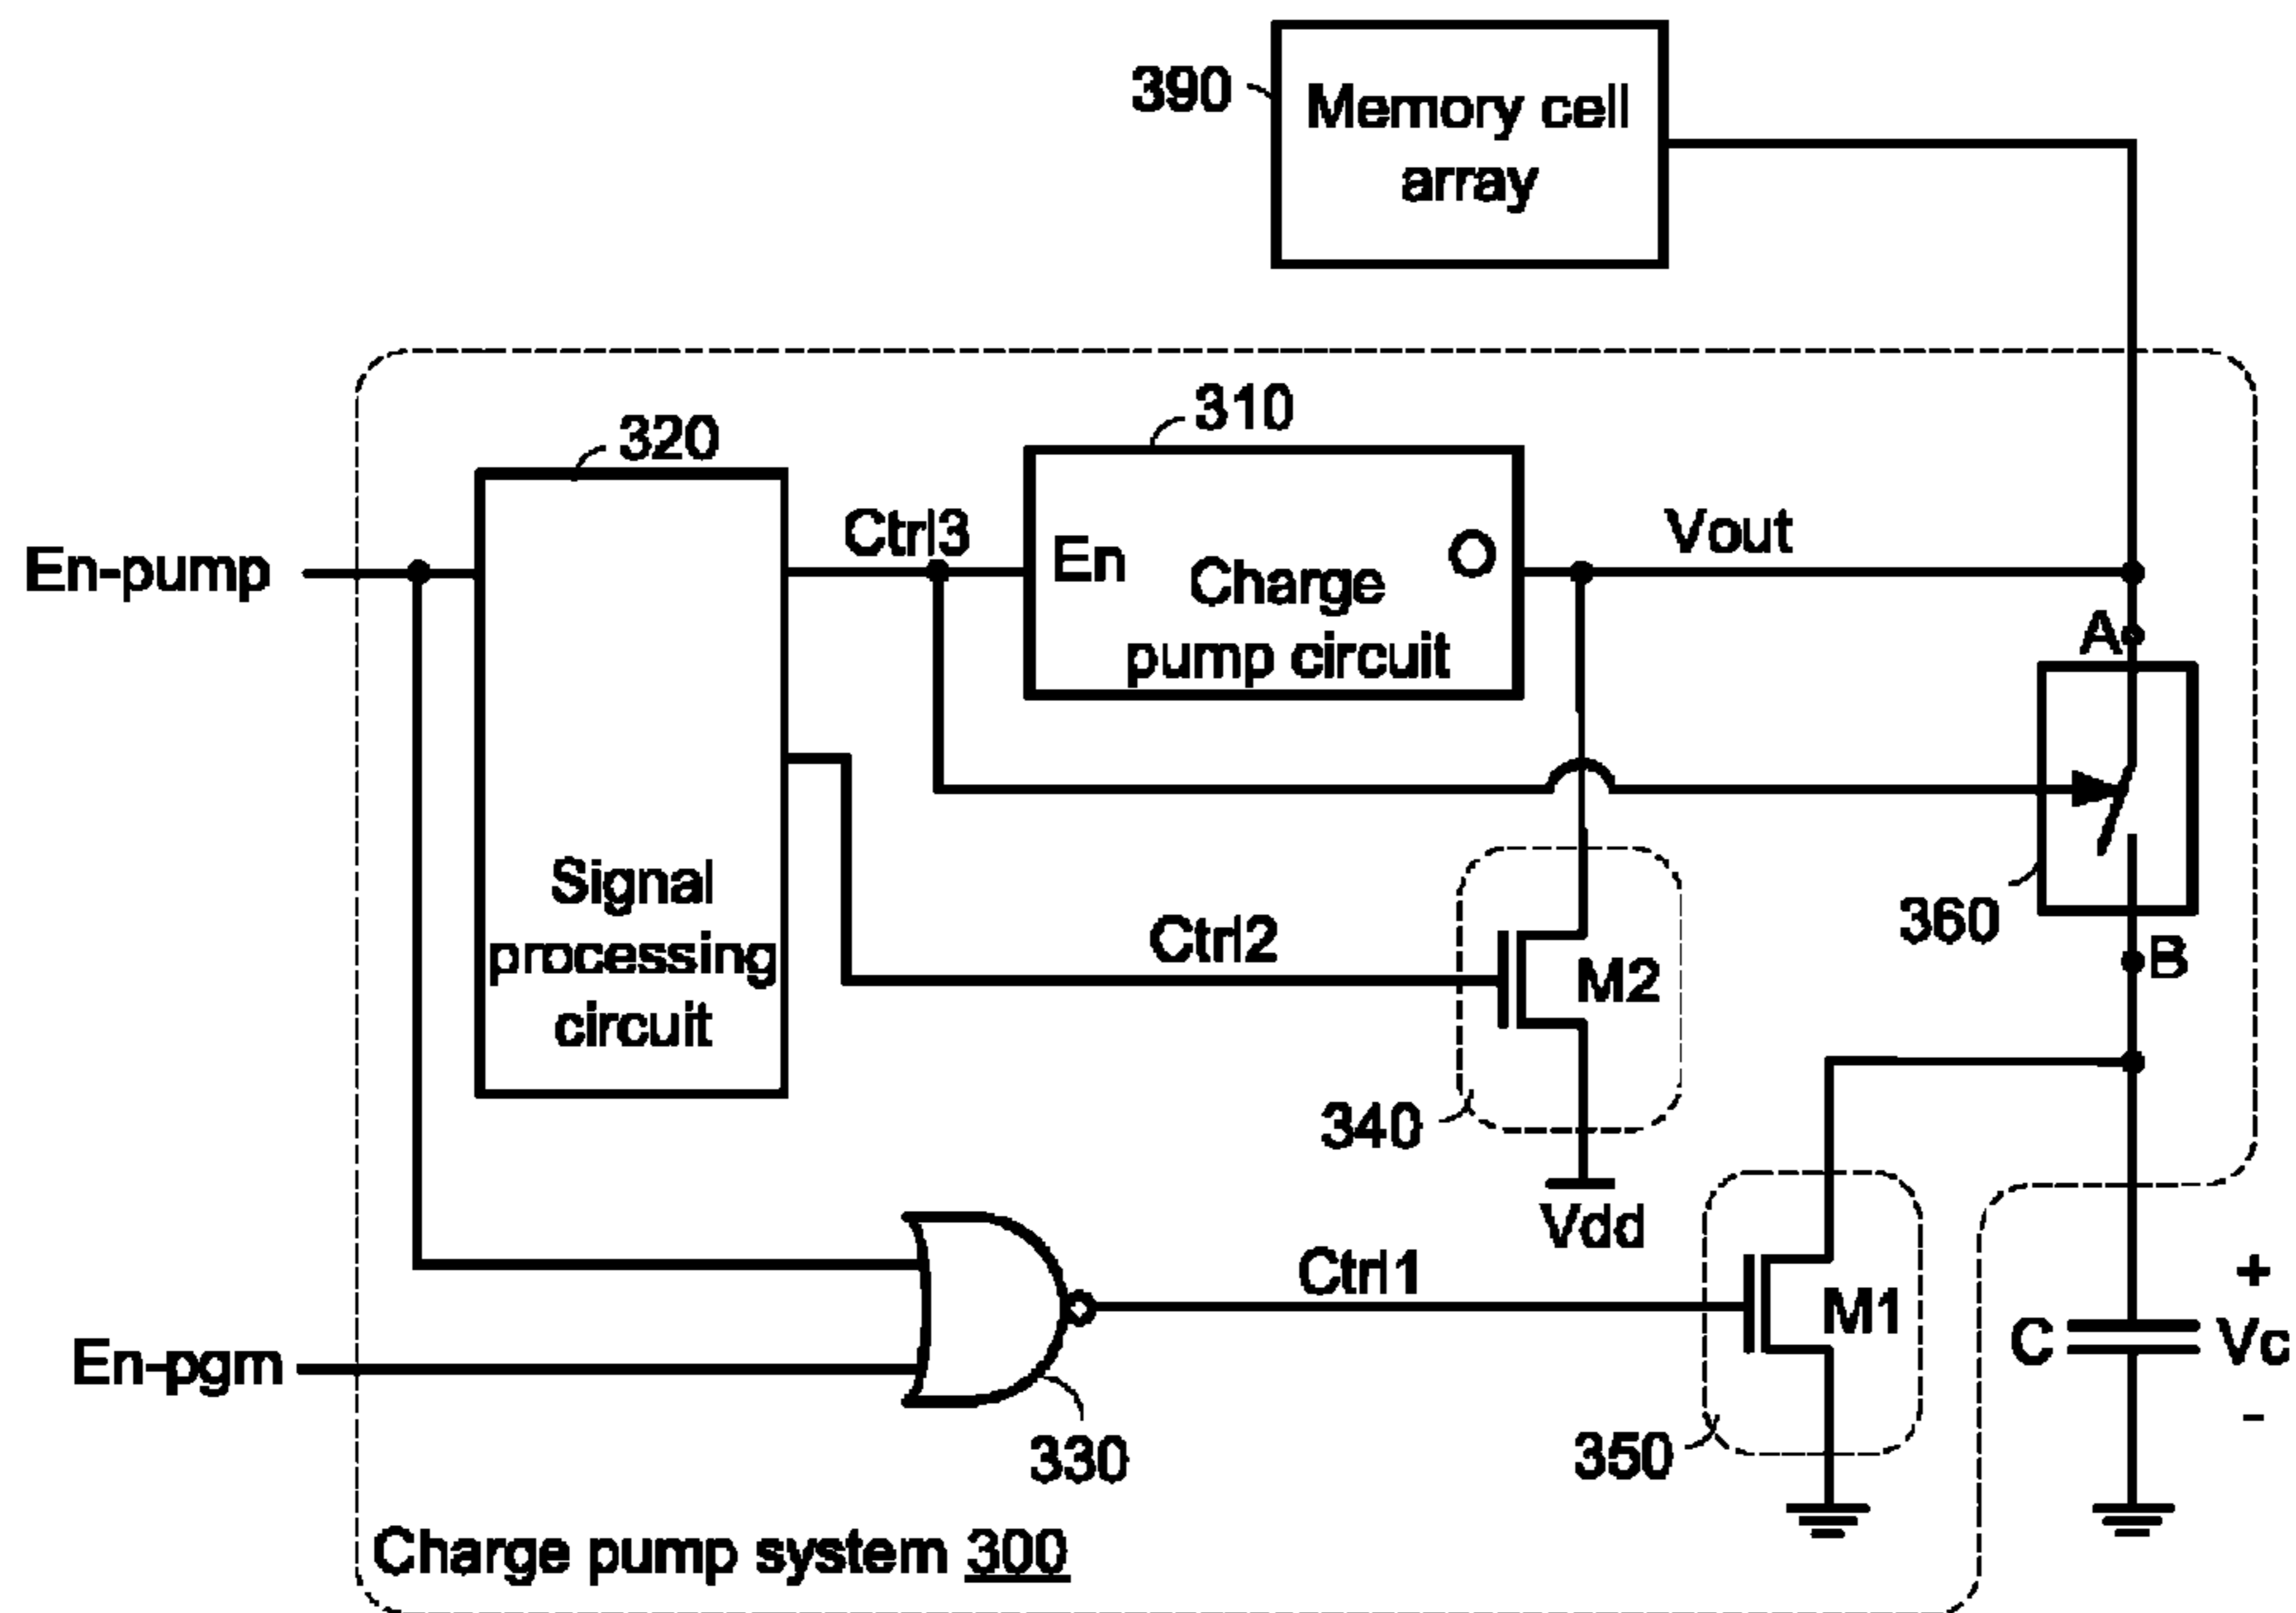 390
Memory cell
array
320
310
Ctrl3
En
O
Charge
pump circuit
Vout
En-pump
A
Signal
processing
circuit
Ctrl2
M2
360
B
340
Vdd
Ctrl1
M1
En-pgm
330
350
C
+
Vc
-
Charge pump system 300